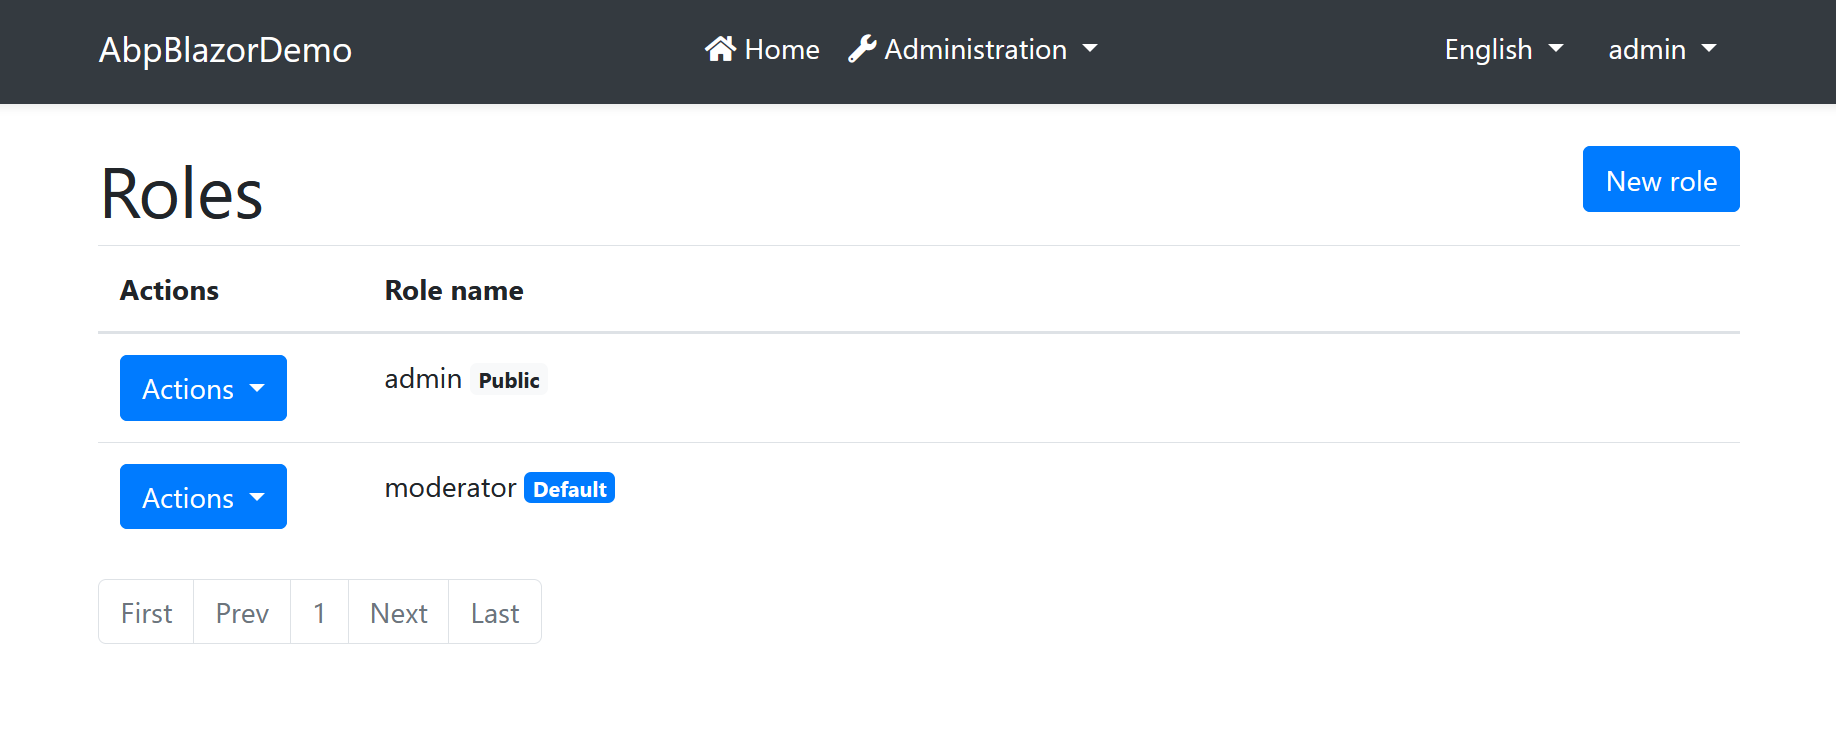 AbpBlazorDemo Home Administration English admin
Roles New role
Actions Role name
Actions admin Public
Actions moderator Default
First Prev 1 Next Last